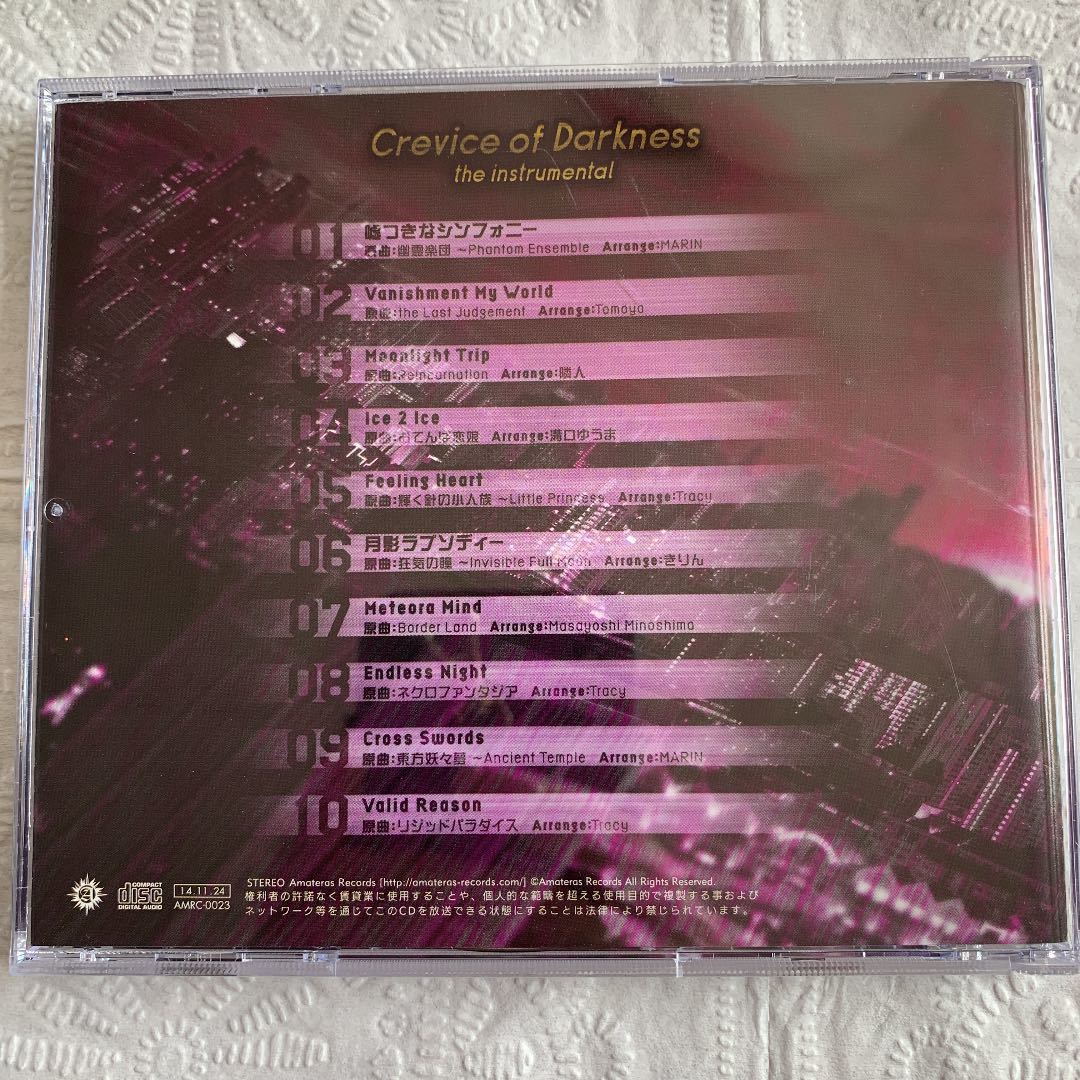 Crevice of Darkness
the instrumental
01 嘘つきなシンフォニー
原曲:幽霊楽団 ~Phantom Ensemble Arrange:MARIN
02 Vanishment My World
原曲:the Last Judgement Arrange:Tomoya
03 Moonlight Trip
原曲:Reincarnation Arrange:隣人
04 Ice 2 Ice
原曲:おてんば恋娘 Arrange:溝口ゆうま
05 Feeling Heart
原曲:輝く針の小人族 ~Little Princess Arrange:Tracy
06 月影ラプソディー
原曲:狂気の瞳 ~Invisible Full Moon Arrange:きりん
07 Meteora Mind
原曲:Border Land Arrange:Masayoshi Minoshima
08 Endless Night
原曲:ネクロファンタジア Arrange:Tracy
09 Cross Swords
原曲:東方妖々夢 ~Ancient Temple Arrange:MARIN
10 Valid Reason
原曲:リジッドパラダイス Arrange:Tracy
COMPACT
disc
DIGITAL AUDIO
14.11.24
AMRC-0023
STEREO Amateras Records [http://amateras-records.com/] ©Amateras Records All Rights Reserved.
権利者の許諾なく賃貸業に使用することや、個人的な範疇を超える使用目的で複製する事および
ネットワーク等を通じてこのCDを放送できる状態にすることは法律により禁じられています。